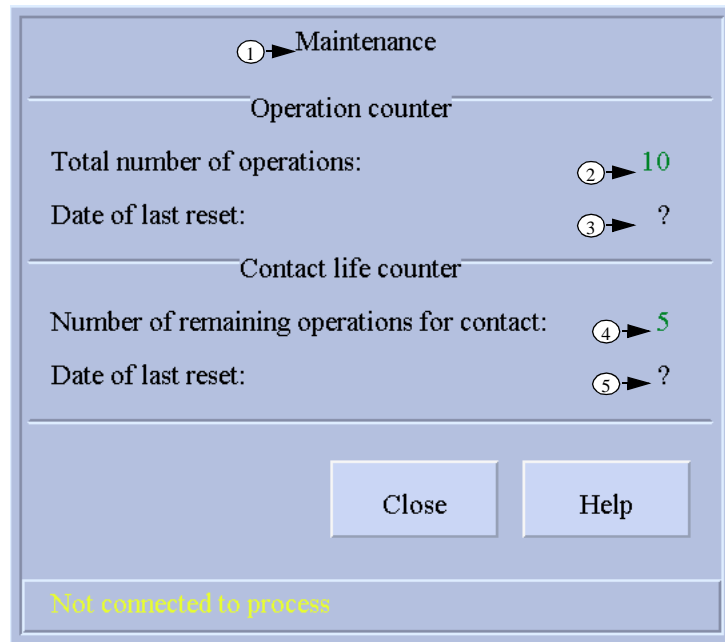 1 Maintenance
Operation counter
Total number of operations: 2 10
Date of last reset: 3 ?
Contact life counter
Number of remaining operations for contact: 4 5
Date of last reset: 5 ?
Close Help
Not connected to process